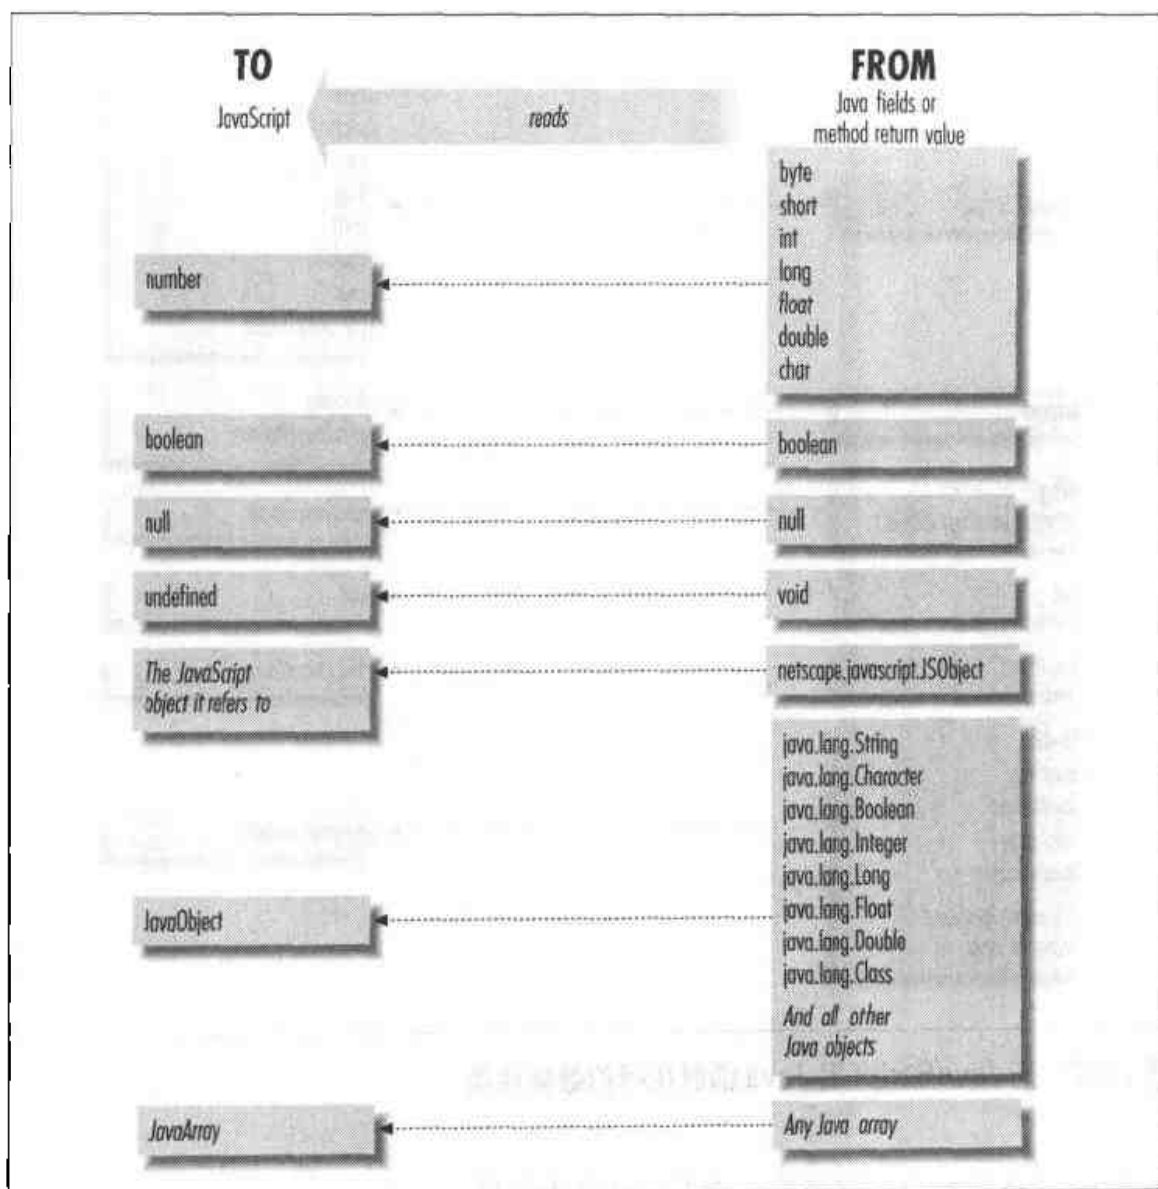 TO
FROM
JavaScript
reads
Java fields or
method return value
byte
short
int
long
float
double
char
number
boolean
boolean
null
null
undefined
void
The JavaScript
object it refers to
netscape.javascript.JSObject
java.lang.String
java.lang.Character
java.lang.Boolean
java.lang.Integer
java.lang.Long
java.lang.Float
java.lang.Double
java.lang.Class
And all other
Java objects
JavaObject
JavaArray
Any Java array